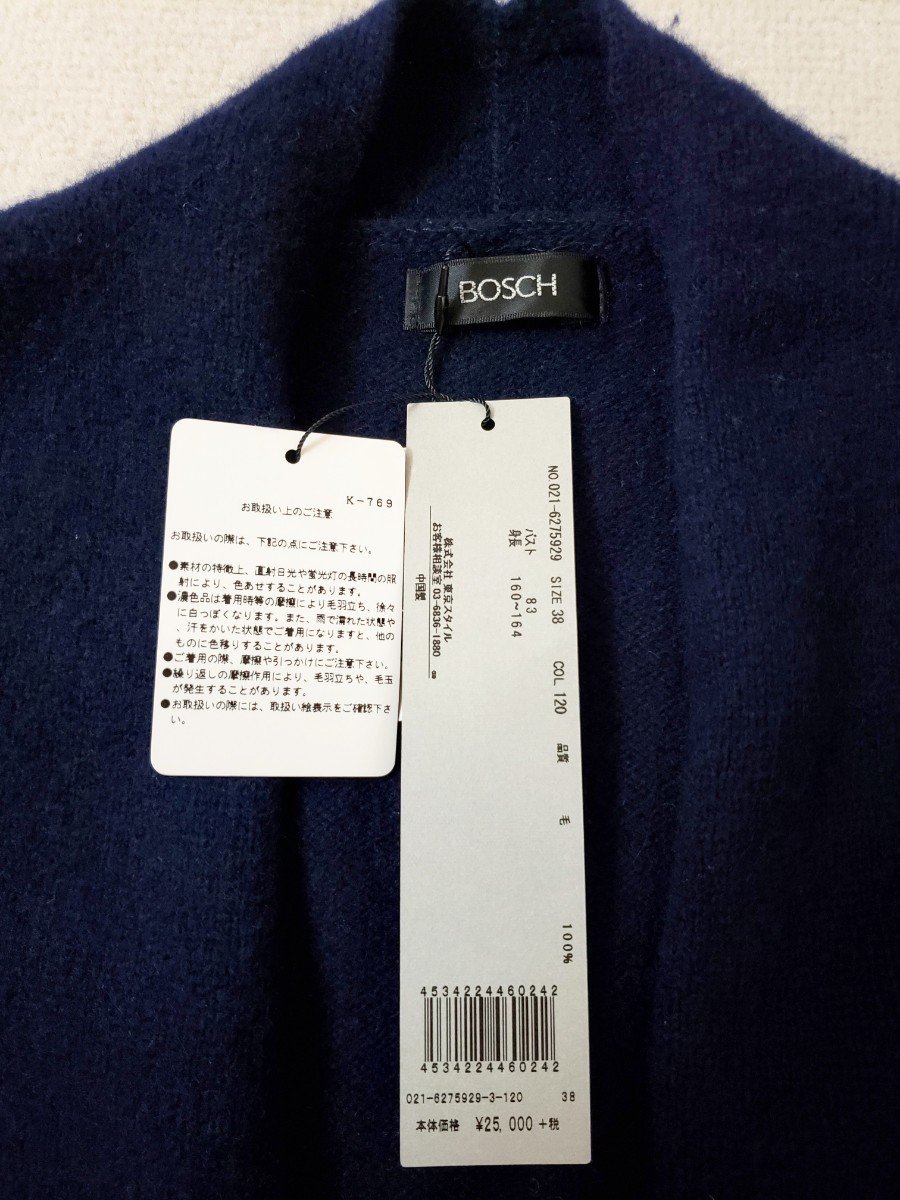 BOSCH
K-769
お取扱い上のご注意
お取扱いの際は、下記の点にご注意下さい。
●素材の特徴上、直射日光や蛍光灯の長時間の照
射により、色あせすることがあります。
●濃色品は着用時等の摩擦により毛羽立ち、徐々
に白っぽくなります。また、雨で濡れた状態や
、汗をかいた状態でご着用になりますと、他の
ものに色移りすることがあります。
●ご着用の際、摩擦や引っかけにご注意下さい。
●繰り返しの摩擦作用により、毛羽立ちや、毛玉
が発生することがあります。
●お取扱いの際には、取扱い絵表示をご確認下さ
い。
NO.021-6275929 SIZE 38 COL 120 品質 毛 100%
バスト 83
身長 160~164
株式会社 東京スタイル
お客様相談室 03-6836-1880
中国製
4534224460242
4534224460242
021-6275929-3-120 38
本体価格 ¥25,000+税